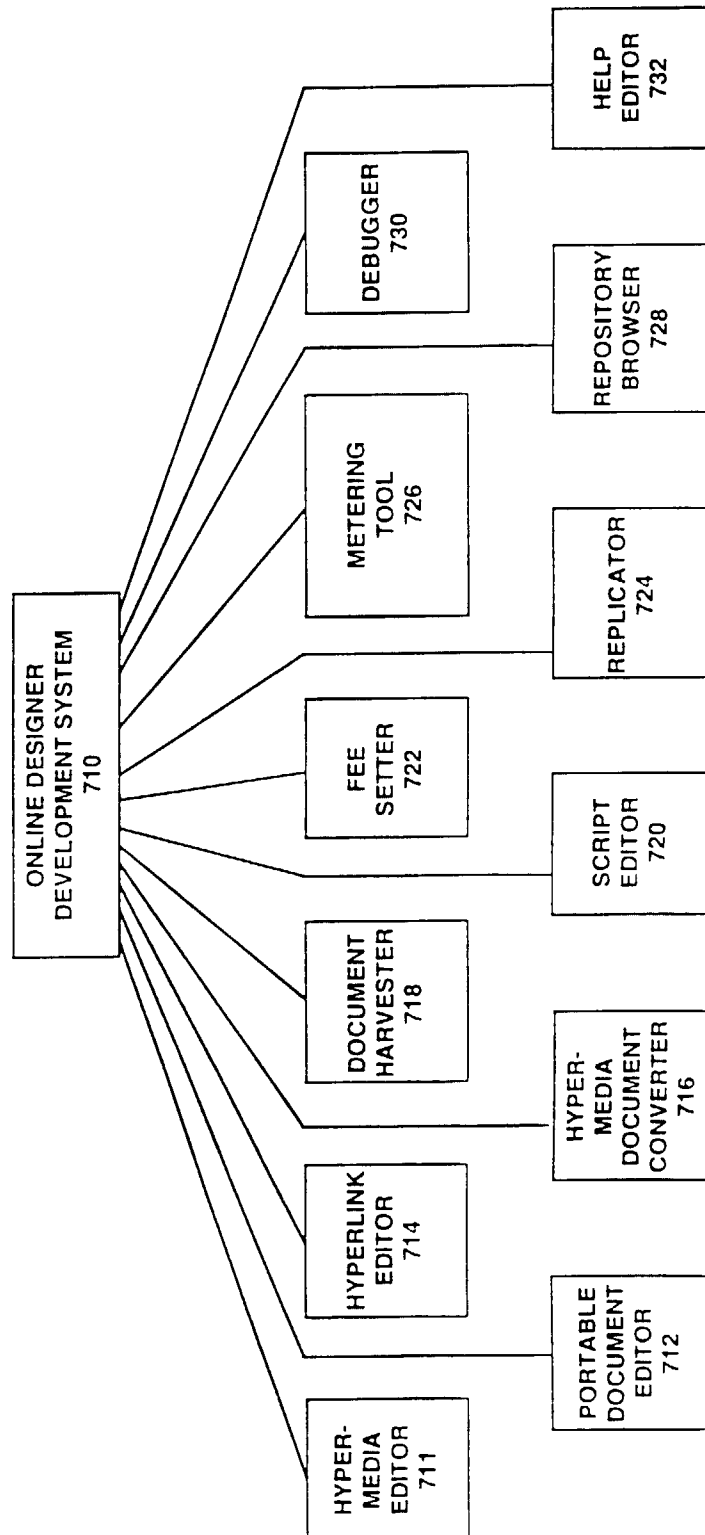 ONLINE DESIGNER
DEVELOPMENT SYSTEM
710
HYPER-
MEDIA
EDITOR
711
HYPERLINK
EDITOR
714
DOCUMENT
HARVESTER
718
FEE
SETTER
722
METERING
TOOL
726
DEBUGGER
730
PORTABLE
DOCUMENT
EDITOR
712
HYPER-
MEDIA
DOCUMENT
CONVERTER
716
SCRIPT
EDITOR
720
REPLICATOR
724
REPOSITORY
BROWSER
728
HELP
EDITOR
732